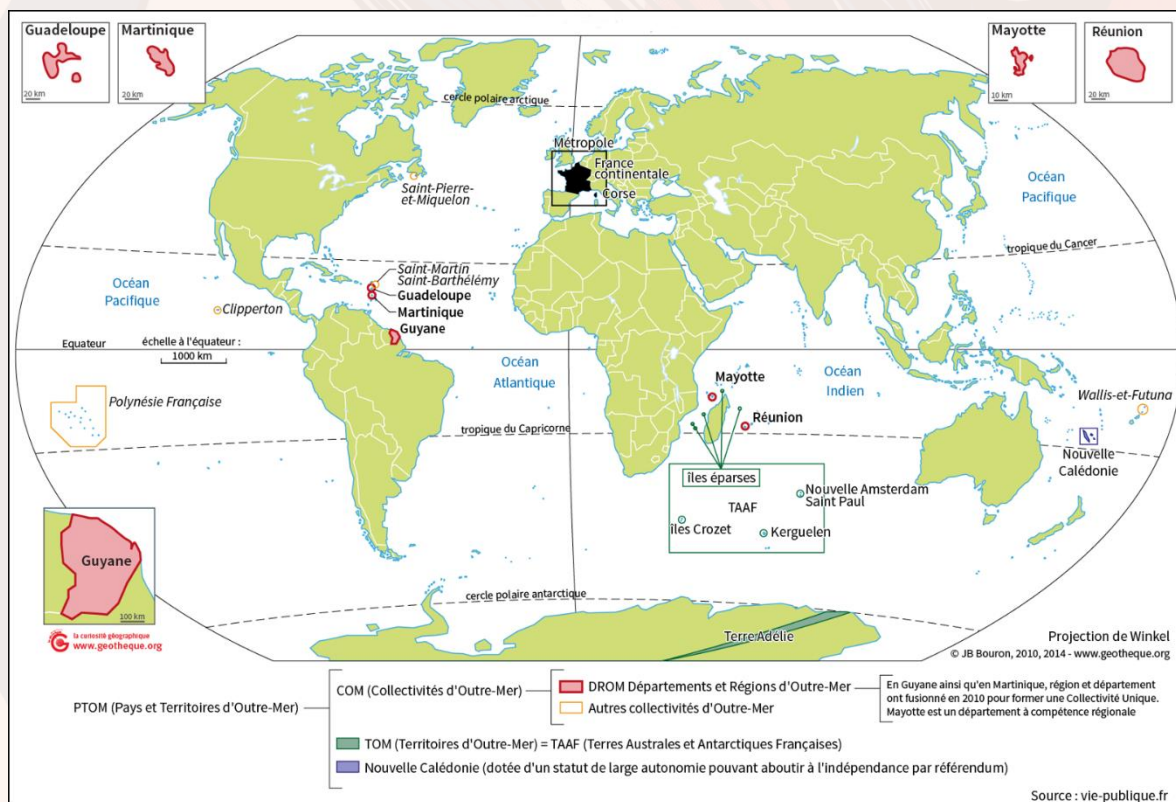 Guadeloupe
20 km
Martinique
20 km
Mayotte
10 km
Réunion
20 km
cercle polaire arctique
Métropole
France
continentale
Corse
Saint-Pierre-
et-Miquelon
Océan
Pacifique
tropique du Cancer
Saint-Martin
Saint-Barthélémy
Guadeloupe
Martinique
Guyane
Océan
Pacifique
Clipperton
Equateur
échelle à l'équateur :
1000 km
Océan
Atlantique
Mayotte
Océan
Indien
Polynésie Française
Wallis-et-Futuna
tropique du Capricorne
Réunion
Nouvelle
Calédonie
îles éparses
TAAF
Nouvelle Amsterdam
Saint Paul
îles Crozet
Kerguelen
Guyane
100 km
la curiosité géographique
www.geotheque.org
cercle polaire antarctique
Terre Adélie
Projection de Winkel
© JB Bouron, 2010, 2014 - www.geotheque.org
PTOM (Pays et Territoires d'Outre-Mer)
COM (Collectivités d'Outre-Mer)
DROM Départements et Régions d'Outre-Mer
Autres collectivités d'Outre-Mer
En Guyane ainsi qu'en Martinique, région et département
ont fusionné en 2010 pour former une Collectivité Unique.
Mayotte est un département à compétence régionale
TOM (Territoires d'Outre-Mer) = TAAF (Terres Australes et Antarctiques Françaises)
Nouvelle Calédonie (dotée d'un statut de large autonomie pouvant aboutir à l'indépendance par référendum)
Source : vie-publique.fr